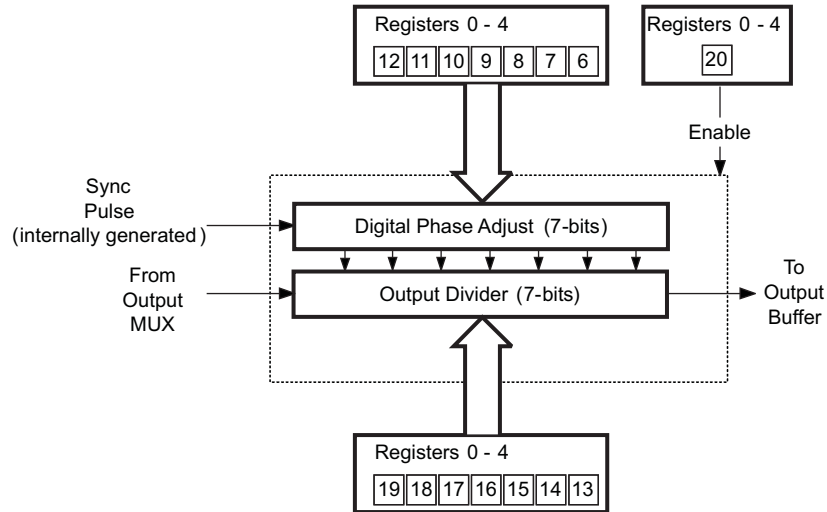 Registers 0 - 4
12 11 10 9 8 7 6
Registers 0 - 4
20
Enable
Sync
Pulse
(internally generated)
Digital Phase Adjust (7-bits)
From
Output
MUX
Output Divider (7-bits)
To
Output
Buffer
Registers 0 - 4
19 18 17 16 15 14 13